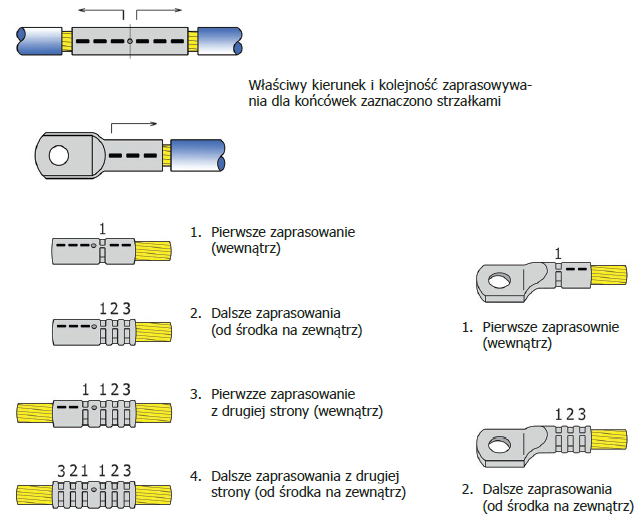 Właściwy kierunek i kolejność zaprasowywa-
nia dla końcówek zaznaczono strzałkami
1
1. Pierwsze zaprasowanie
(wewnątrz)
1 2 3
2. Dalsze zaprasowania
(od środka na zewnątrz)
1 1 2 3
3. Pierwzze zaprasowanie
z drugiej strony (wewnątrz)
3 2 1 1 2 3
4. Dalsze zaprasowania z drugiej
strony (od środka na zewnątrz)
1
1. Pierwsze zaprasownie
(wewnątrz)
1 2 3
2. Dalsze zaprasowania
(od środka na zewnątrz)